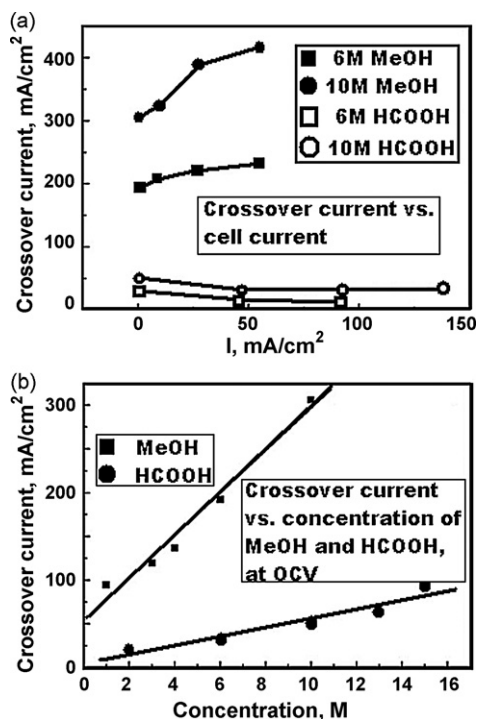 (a)
400
300
200
100
0
Crossover current, mA/cm²
6M MeOH
10M MeOH
6M HCOOH
10M HCOOH
Crossover current vs.
cell current
0 50 100 150
I, mA/cm²
(b)
300
200
100
0
Crossover current, mA/cm²
MeOH
HCOOH
Crossover current
vs. concentration of
MeOH and HCOOH,
at OCV
0 2 4 6 8 10 12 14 16
Concentration, M